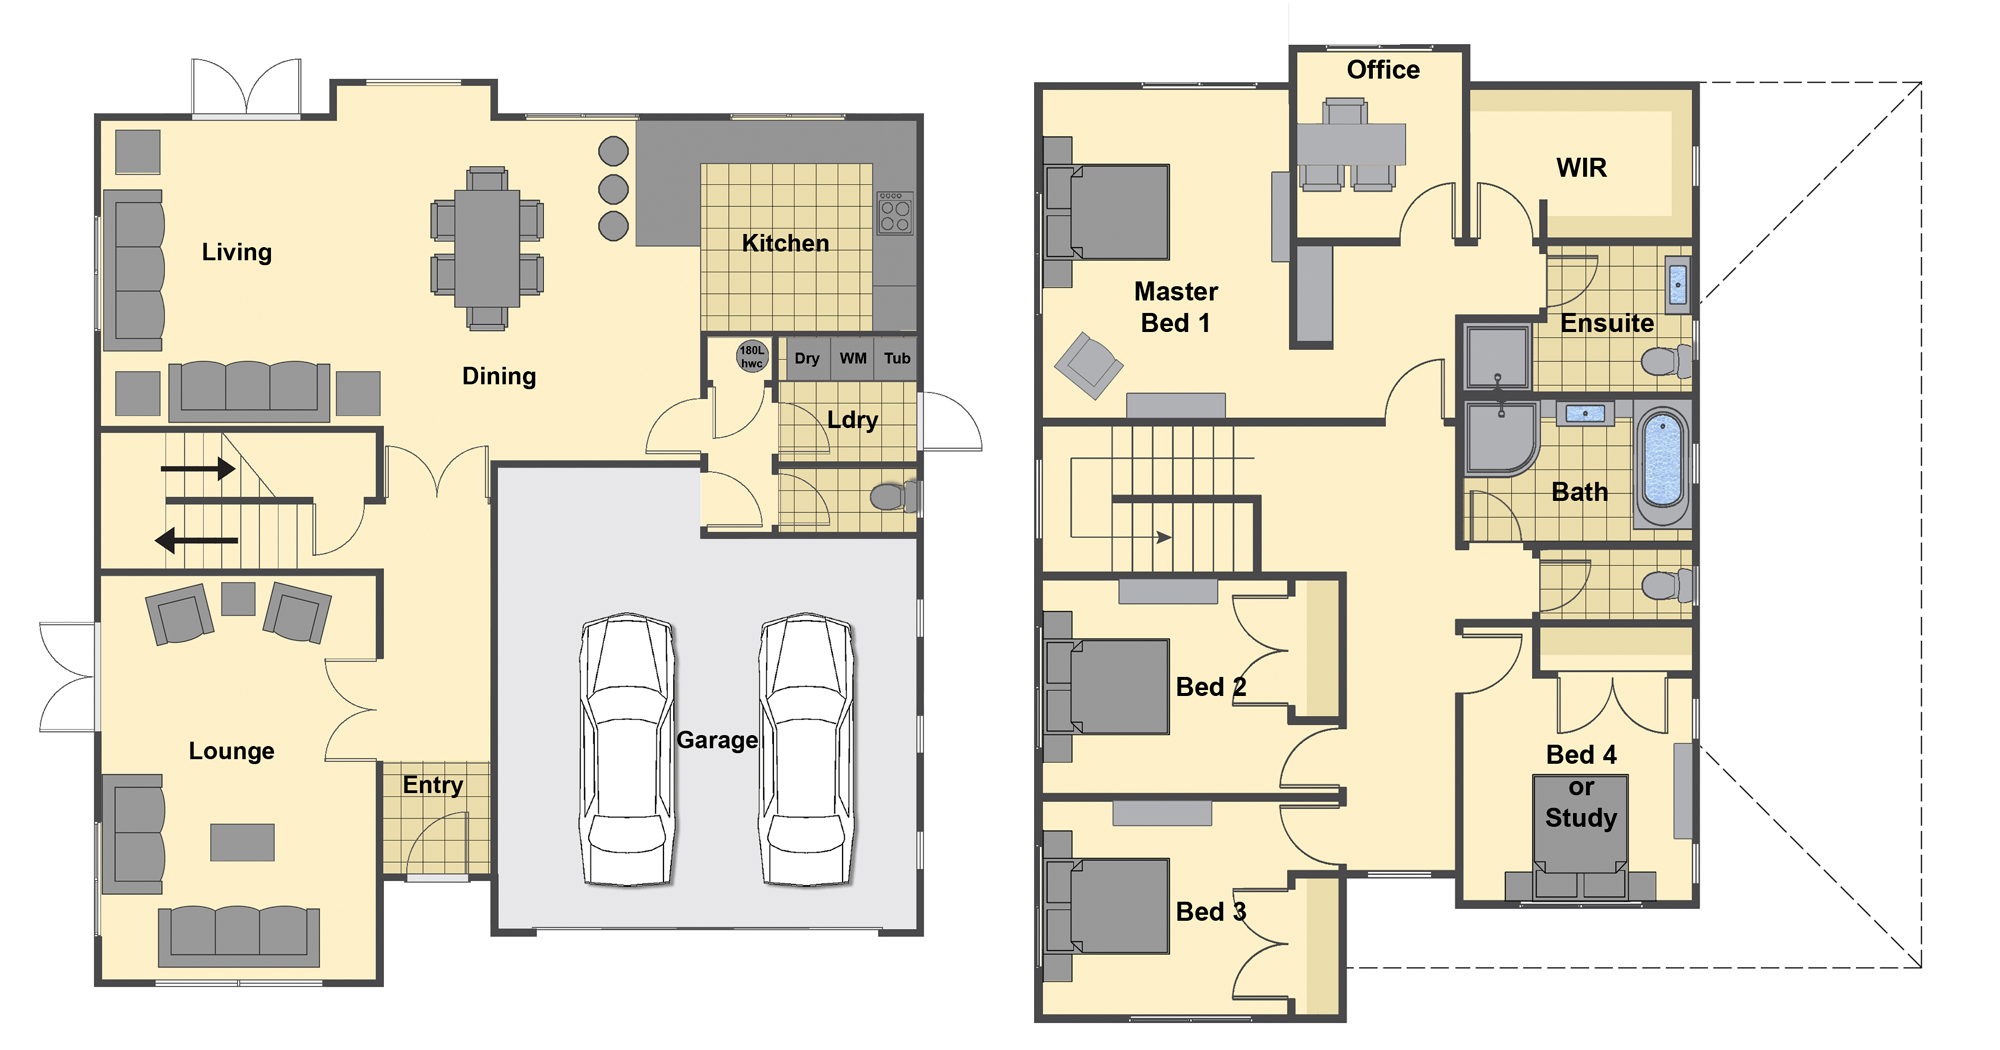 Living
Dining
Kitchen
180L
hwc
Dry
WM
Tub
Ldry
Lounge
Entry
Garage
Office
WIR
Master
Bed 1
Ensuite
Bath
Bed 2
Bed 3
Bed 4
or
Study